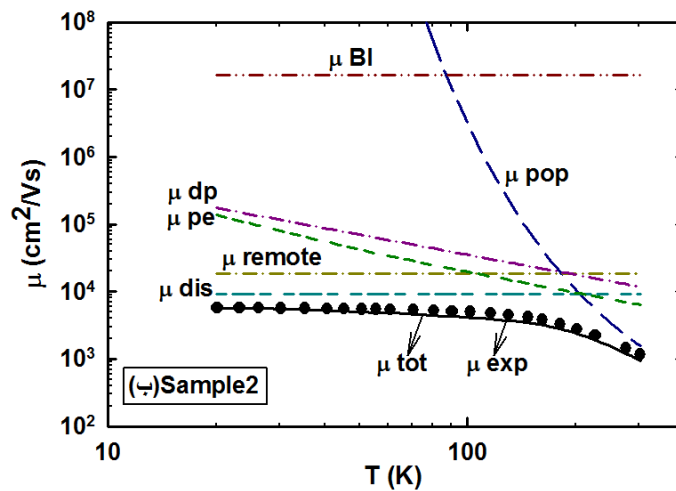 10⁸
μ BI
10⁷
10⁶
μ pop
μ dp
10⁵
μ pe
μ remote
μ dis
10⁴
μ (cm²/Vs)
10³
μ tot
μ exp
(ب)Sample2
10²
10
100
T (K)